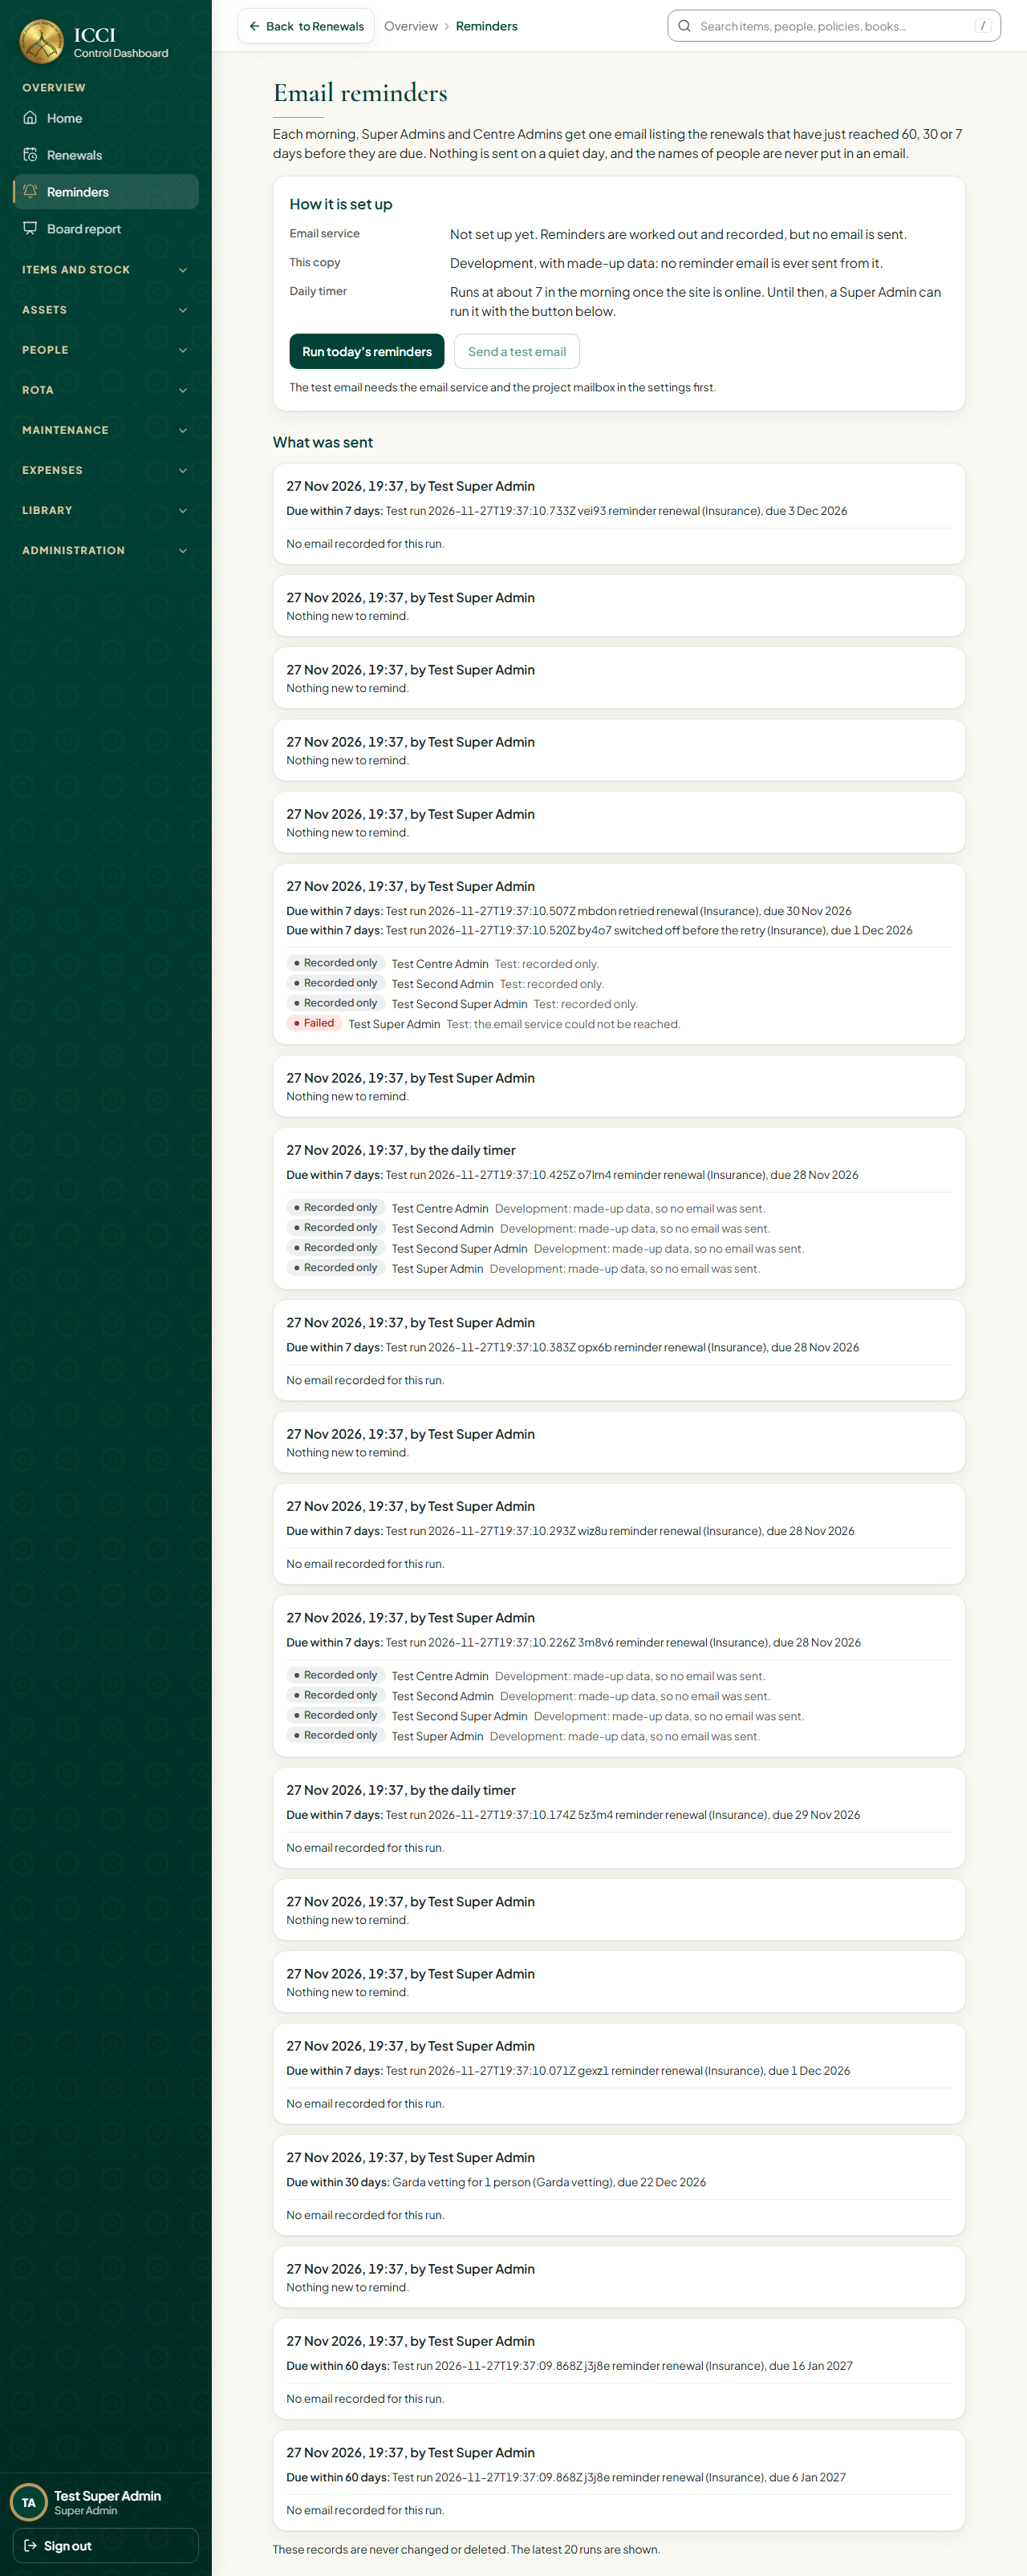 ICCI
Control Dashboard
OVERVIEW
Home
Renewals
Reminders
Board report
ITEMS AND STOCK
ASSETS
PEOPLE
ROTA
MAINTENANCE
EXPENSES
LIBRARY
ADMINISTRATION
TA
Test Super Admin
Super Admin
Sign out
Back to Renewals
Overview
Reminders
Search items, people, policies, books...
/
Email reminders
Each morning, Super Admins and Centre Admins get one email listing the renewals that have just reached 60, 30 or 7
days before they are due. Nothing is sent on a quiet day, and the names of people are never put in an email.
How it is set up
Email service
Not set up yet. Reminders are worked out and recorded, but no email is sent.
This copy
Development, with made-up data: no reminder email is ever sent from it.
Daily timer
Runs at about 7 in the morning once the site is online. Until then, a Super Admin can
run it with the button below.
Run today's reminders
Send a test email
The test email needs the email service and the project mailbox in the settings first.
What was sent
27 Nov 2026, 19:37, by Test Super Admin
Due within 7 days: Test run 2026-11-27T19:37:10.733Z vei93 reminder renewal (Insurance), due 3 Dec 2026
No email recorded for this run.
27 Nov 2026, 19:37, by Test Super Admin
Nothing new to remind.
27 Nov 2026, 19:37, by Test Super Admin
Nothing new to remind.
27 Nov 2026, 19:37, by Test Super Admin
Nothing new to remind.
27 Nov 2026, 19:37, by Test Super Admin
Nothing new to remind.
27 Nov 2026, 19:37, by Test Super Admin
Due within 7 days: Test run 2026-11-27T19:37:10.507Z mbdon retried renewal (Insurance), due 30 Nov 2026
Due within 7 days: Test run 2026-11-27T19:37:10.520Z by4o7 switched off before the retry (Insurance), due 1 Dec 2026
Recorded only Test Centre Admin Test: recorded only.
Recorded only Test Second Admin Test: recorded only.
Recorded only Test Second Super Admin Test: recorded only.
Failed Test Super Admin Test: the email service could not be reached.
27 Nov 2026, 19:37, by Test Super Admin
Nothing new to remind.
27 Nov 2026, 19:37, by the daily timer
Due within 7 days: Test run 2026-11-27T19:37:10.425Z o7lm4 reminder renewal (Insurance), due 28 Nov 2026
Recorded only Test Centre Admin Development: made-up data, so no email was sent.
Recorded only Test Second Admin Development: made-up data, so no email was sent.
Recorded only Test Second Super Admin Development: made-up data, so no email was sent.
Recorded only Test Super Admin Development: made-up data, so no email was sent.
27 Nov 2026, 19:37, by Test Super Admin
Due within 7 days: Test run 2026-11-27T19:37:10.383Z opx6b reminder renewal (Insurance), due 28 Nov 2026
No email recorded for this run.
27 Nov 2026, 19:37, by Test Super Admin
Nothing new to remind.
27 Nov 2026, 19:37, by Test Super Admin
Due within 7 days: Test run 2026-11-27T19:37:10.293Z wiz8u reminder renewal (Insurance), due 28 Nov 2026
No email recorded for this run.
27 Nov 2026, 19:37, by Test Super Admin
Due within 7 days: Test run 2026-11-27T19:37:10.226Z 3m8v6 reminder renewal (Insurance), due 28 Nov 2026
Recorded only Test Centre Admin Development: made-up data, so no email was sent.
Recorded only Test Second Admin Development: made-up data, so no email was sent.
Recorded only Test Second Super Admin Development: made-up data, so no email was sent.
Recorded only Test Super Admin Development: made-up data, so no email was sent.
27 Nov 2026, 19:37, by the daily timer
Due within 7 days: Test run 2026-11-27T19:37:10.174Z 5z3m4 reminder renewal (Insurance), due 29 Nov 2026
No email recorded for this run.
27 Nov 2026, 19:37, by Test Super Admin
Nothing new to remind.
27 Nov 2026, 19:37, by Test Super Admin
Nothing new to remind.
27 Nov 2026, 19:37, by Test Super Admin
Due within 7 days: Test run 2026-11-27T19:37:10.071Z gexz1 reminder renewal (Insurance), due 1 Dec 2026
No email recorded for this run.
27 Nov 2026, 19:37, by Test Super Admin
Due within 30 days: Garda vetting for 1 person (Garda vetting), due 22 Dec 2026
No email recorded for this run.
27 Nov 2026, 19:37, by Test Super Admin
Nothing new to remind.
27 Nov 2026, 19:37, by Test Super Admin
Due within 60 days: Test run 2026-11-27T19:37:09.868Z j3j8e reminder renewal (Insurance), due 16 Jan 2027
No email recorded for this run.
27 Nov 2026, 19:37, by Test Super Admin
Due within 60 days: Test run 2026-11-27T19:37:09.868Z j3j8e reminder renewal (Insurance), due 6 Jan 2027
No email recorded for this run.
These records are never changed or deleted. The latest 20 runs are shown.